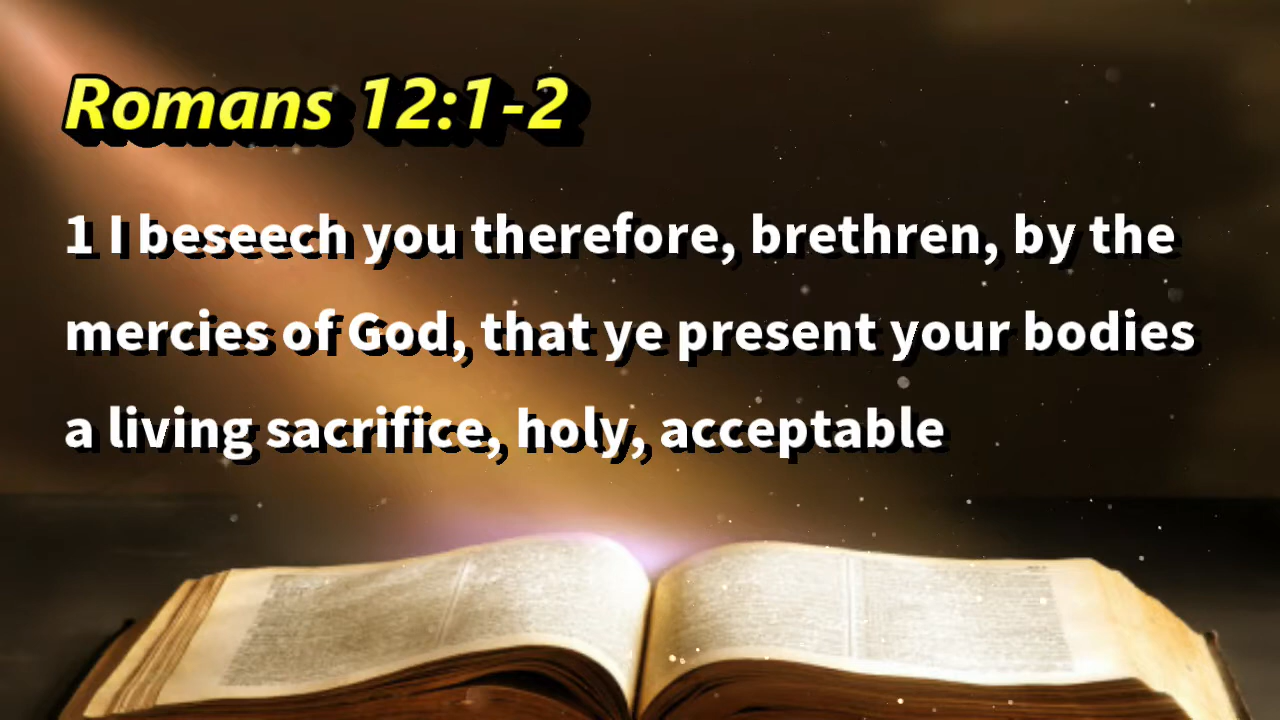 Romans 12:1-2
1 I beseech you therefore, brethren, by the
mercies of God, that ye present your bodies
a living sacrifice, holy, acceptable